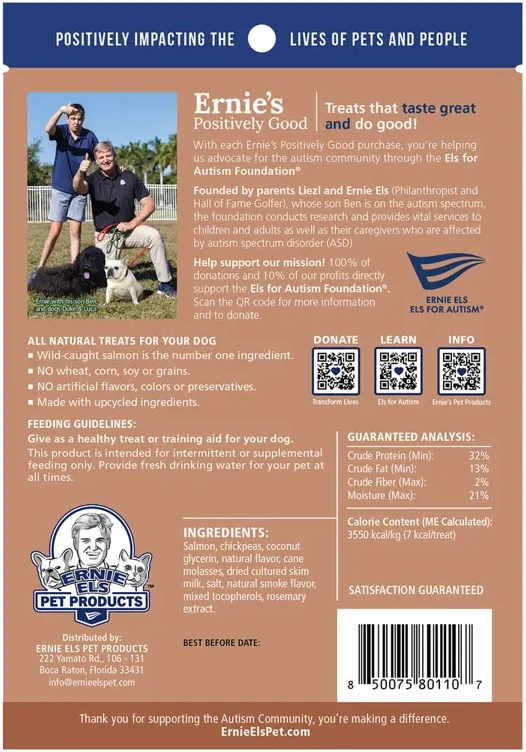 POSITIVELY IMPACTING THE LIVES OF PETS AND PEOPLE
Ernie's
Positively Good
Treats that taste great
and do good!
With each Ernie's Positively Good purchase, you're helping
us advocate for the autism community through the Els for
Autism Foundation®.
Founded by parents Liezl and Ernie Els (Philanthropist and
Hall of Fame Golfer), whose son Ben is on the autism spectrum,
the foundation conducts research and provides vital services to
children and adults as well as their caregivers who are affected
by autism spectrum disorder (ASD).
Help support our mission! 100% of
donations and 10% of our profits directly
support the Els for Autism Foundation®.
Scan the QR code for more information
and to donate.
ERNIE ELS
ELS FOR AUTISM®
Ernie with his son Ben
and dogs, Duke & Luca
ALL NATURAL TREATS FOR YOUR DOG
▪ Wild-caught salmon is the number one ingredient.
▪ NO wheat, corn, soy or grains.
▪ NO artificial flavors, colors or preservatives.
▪ Made with upcycled ingredients.
DONATE
LEARN
INFO
Transform Lives
Els for Autism
Ernie's Pet Products
FEEDING GUIDELINES:
Give as a healthy treat or training aid for your dog.
This product is intended for intermittent or supplemental
feeding only. Provide fresh drinking water for your pet at
all times.
GUARANTEED ANALYSIS:
Crude Protein (Min): 32%
Crude Fat (Min): 13%
Crude Fiber (Max): 2%
Moisture (Max): 21%
Calorie Content (ME Calculated):
3550 kcal/kg (7 kcal/treat)
SATISFACTION GUARANTEED
ERNIE
ELS
PET PRODUCTS
™
Distributed by:
ERNIE ELS PET PRODUCTS
222 Yamato Rd., 106 - 131
Boca Raton, Florida 33431
info@ernieelspet.com
INGREDIENTS:
Salmon, chickpeas, coconut
glycerin, natural flavor, cane
molasses, dried cultured skim
milk, salt, natural smoke flavor,
mixed tocopherols, rosemary
extract.
BEST BEFORE DATE:
8 50075 80110 7
Thank you for supporting the Autism Community, you're making a difference.
ErnieElsPet.com